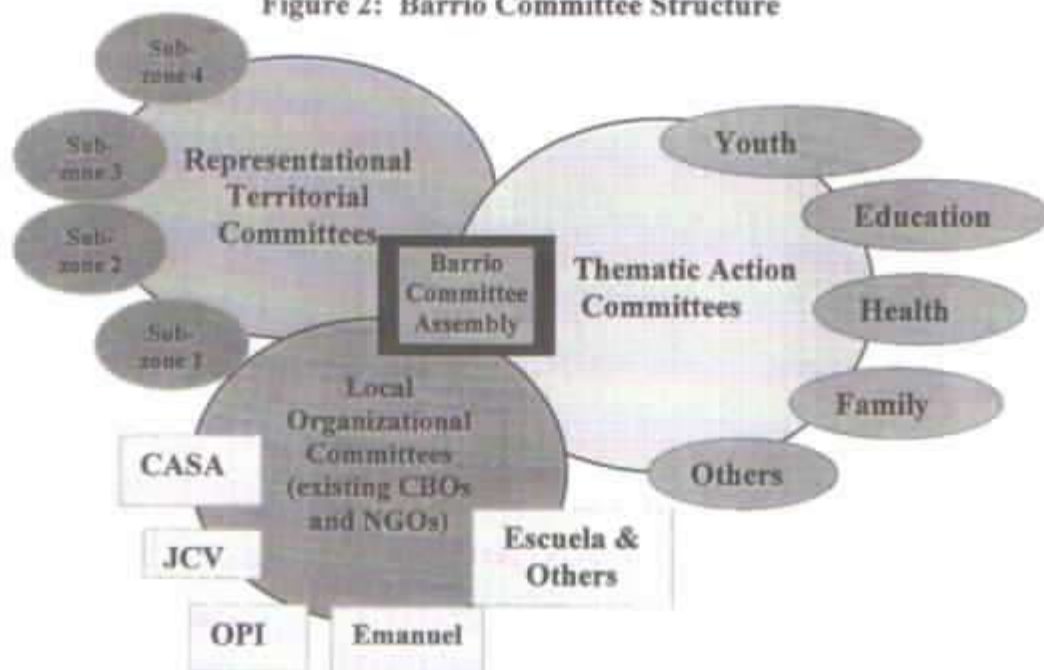 Figure 2: Barrio Committee Structure
Sub-
zone 4
Sub-
zone 3
Sub-
zone 2
Sub-
zone 1
Representational
Territorial
Committees
Barrio
Committee
Assembly
Thematic Action
Committees
Youth
Education
Health
Family
Others
Local
Organizational
Committees
(existing CBOs
and NGOs)
CASA
JCV
OPI
Emanuel
Escuela &
Others